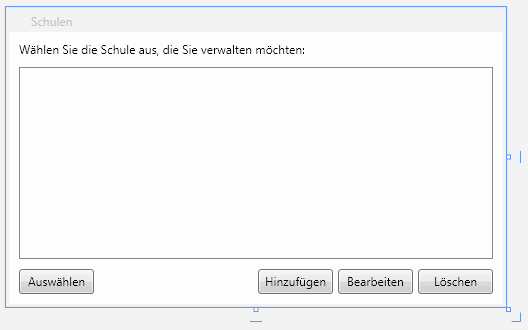 Schulen
Wählen Sie die Schule aus, die Sie verwalten möchten:
Auswählen Hinzufügen Bearbeiten Löschen